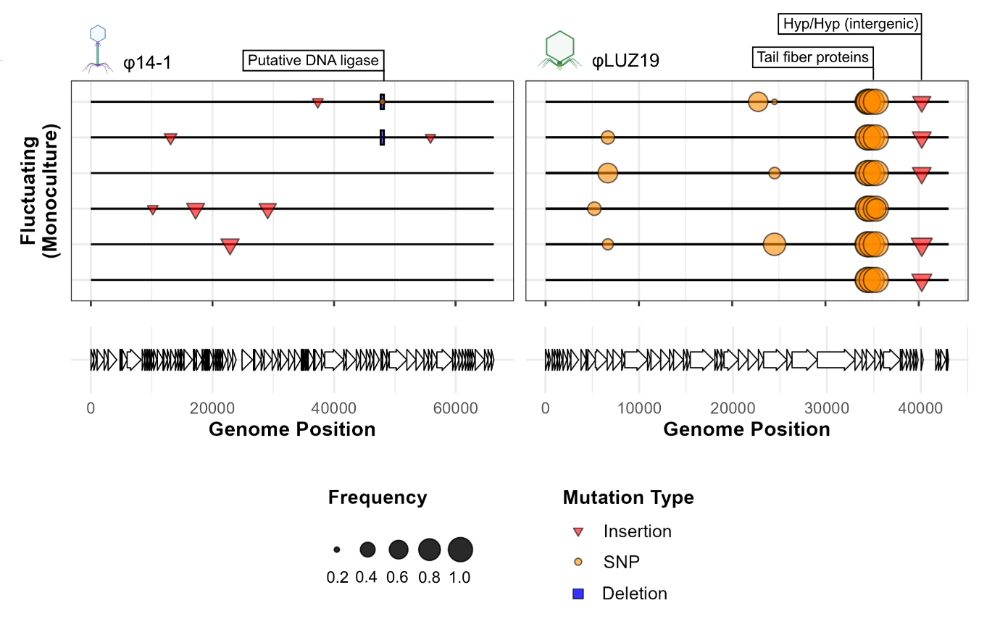 Hyp/Hyp (intergenic)
φ14-1
Putative DNA ligase
φLUZ19
Tail fiber proteins
Fluctuating
(Monoculture)
0 20000 40000 60000
Genome Position
0 10000 20000 30000 40000
Genome Position
Frequency
0.2 0.4 0.6 0.8 1.0
Mutation Type
Insertion
SNP
Deletion